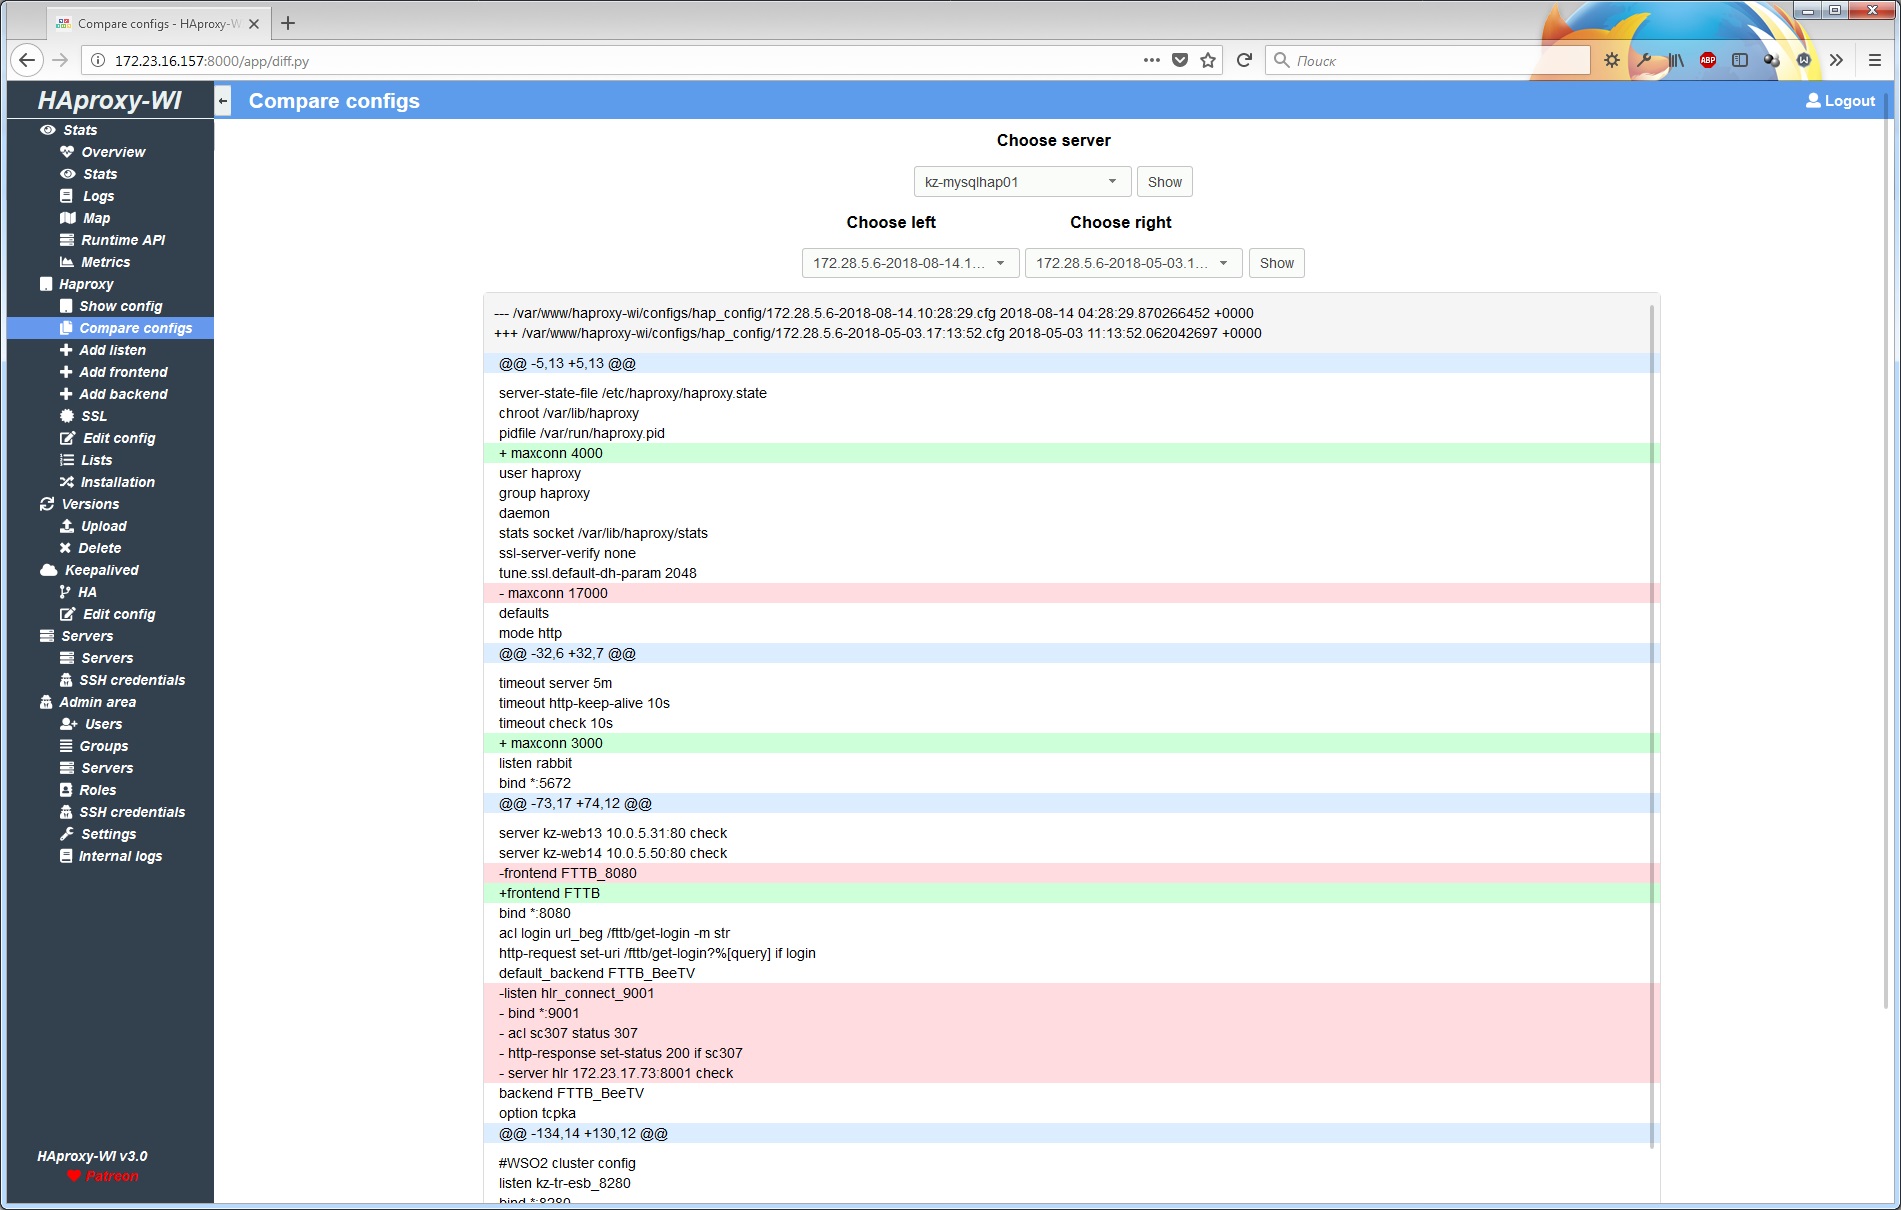 Compare configs - HAproxy-W
172.23.16.157:8000/app/diff.py
Поиск
ABP
HAproxy-WI
Compare configs
Logout
Stats
Overview
Stats
Logs
Map
Runtime API
Metrics
Haproxy
Show config
Compare configs
Add listen
Add frontend
Add backend
SSL
Edit config
Lists
Installation
Versions
Upload
Delete
Keepalived
HA
Edit config
Servers
Servers
SSH credentials
Admin area
Users
Groups
Servers
Roles
SSH credentials
Settings
Internal logs
HAproxy-WI v3.0
Patreon
Choose server
kz-mysqlhap01
Show
Choose left
Choose right
172.28.5.6-2018-08-14.1...
172.28.5.6-2018-05-03.1...
Show
--- /var/www/haproxy-wi/configs/hap_config/172.28.5.6-2018-08-14.10:28:29.cfg 2018-08-14 04:28:29.870266452 +0000
+++ /var/www/haproxy-wi/configs/hap_config/172.28.5.6-2018-05-03.17:13:52.cfg 2018-05-03 11:13:52.062042697 +0000
@@ -5,13 +5,13 @@
server-state-file /etc/haproxy/haproxy.state
chroot /var/lib/haproxy
pidfile /var/run/haproxy.pid
+ maxconn 4000
user haproxy
group haproxy
daemon
stats socket /var/lib/haproxy/stats
ssl-server-verify none
tune.ssl.default-dh-param 2048
- maxconn 17000
defaults
mode http
@@ -32,6 +32,7 @@
timeout server 5m
timeout http-keep-alive 10s
timeout check 10s
+ maxconn 3000
listen rabbit
bind *:5672
@@ -73,17 +74,12 @@
server kz-web13 10.0.5.31:80 check
server kz-web14 10.0.5.50:80 check
-frontend FTTB_8080
+frontend FTTB
bind *:8080
acl login url_beg /fttb/get-login -m str
http-request set-uri /fttb/get-login?%[query] if login
default_backend FTTB_BeeTV
-listen hlr_connect_9001
- bind *:9001
- acl sc307 status 307
- http-response set-status 200 if sc307
- server hlr 172.23.17.73:8001 check
backend FTTB_BeeTV
option tcpka
@@ -134,14 +130,12 @@
#WSO2 cluster config
listen kz-tr-esb_8280
bind *:8280